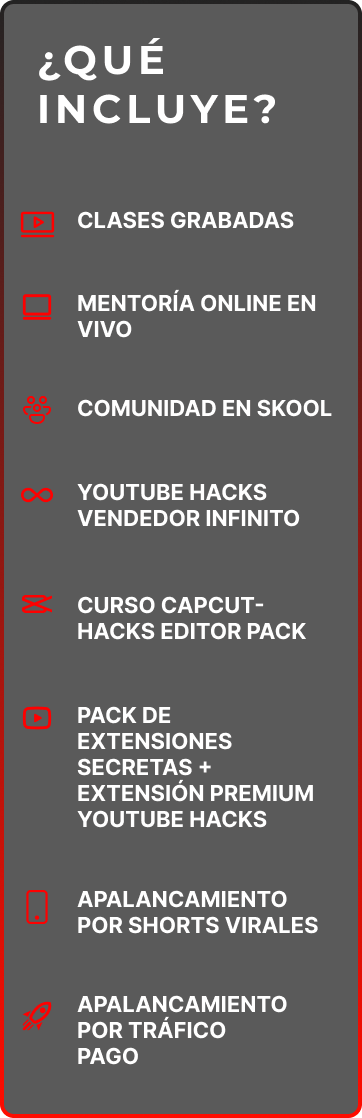 ¿QUÉ
INCLUYE?
CLASES GRABADAS
MENTORÍA ONLINE EN
VIVO
COMUNIDAD EN SKOOL
YOUTUBE HACKS
VENDEDOR INFINITO
CURSO CAPCUT-
HACKS EDITOR PACK
PACK DE
EXTENSIONES
SECRETAS +
EXTENSIÓN PREMIUM
YOUTUBE HACKS
APALANCAMIENTO
POR SHORTS VIRALES
APALANCAMIENTO
POR TRÁFICO
PAGO